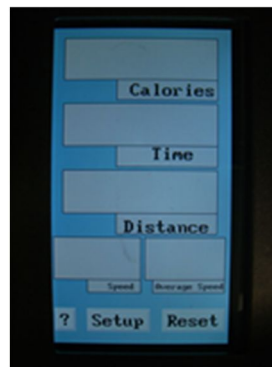 Calories
Time
Distance
Speed Average Speed
? Setup Reset